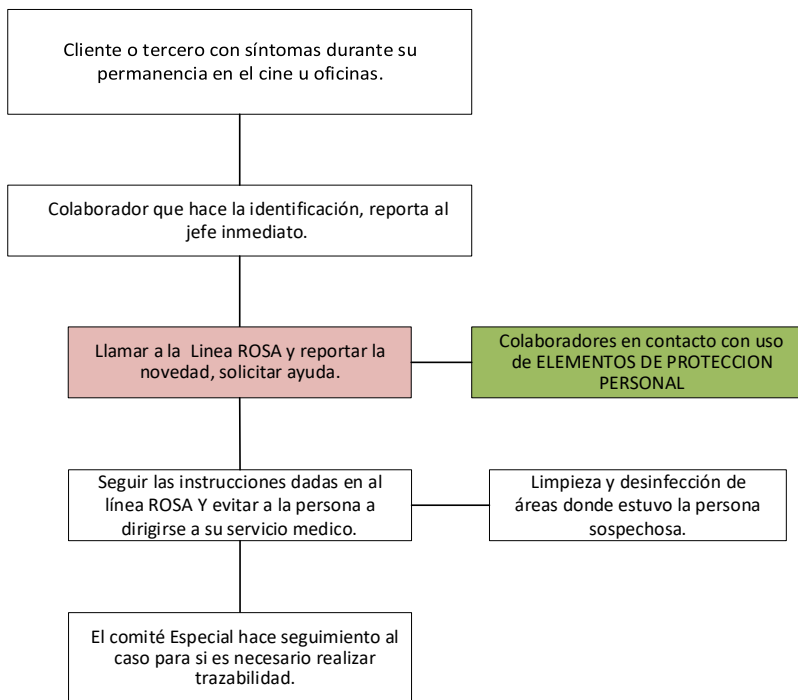 Cliente o tercero con síntomas durante su
permanencia en el cine u oficinas.
Colaborador que hace la identificación, reporta al
jefe inmediato.
Llamar a la Linea ROSA y reportar la
novedad, solicitar ayuda.
Colaboradores en contacto con uso
de ELEMENTOS DE PROTECCION
PERSONAL
Seguir las instrucciones dadas en al
línea ROSA Y evitar a la persona a
dirigirse a su servicio medico.
Limpieza y desinfección de
áreas donde estuvo la persona
sospechosa.
El comité Especial hace seguimiento al
caso para si es necesario realizar
trazabilidad.